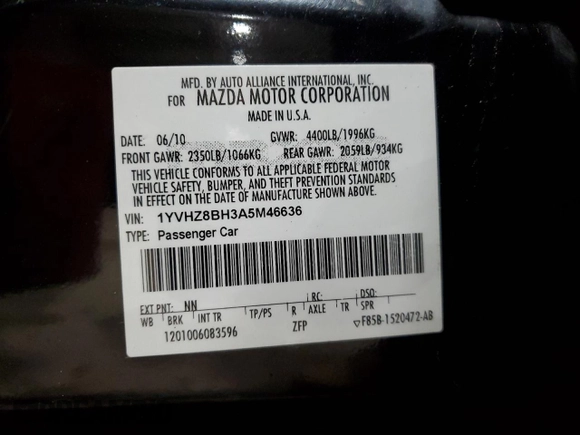 MFD. BY AUTO ALLIANCE INTERNATIONAL, INC.
FOR MAZDA MOTOR CORPORATION
MADE IN U.S.A.
DATE: 06/10 GVWR: 4400LB/1996KG
FRONT GAWR: 2350LB/1066KG REAR GAWR: 2059LB/934KG
THIS VEHICLE CONFORMS TO ALL APPLICABLE FEDERAL MOTOR
VEHICLE SAFETY, BUMPER, AND THEFT PREVENTION STANDARDS
IN EFFECT ON THE DATE OF MANUFACTURE SHOWN ABOVE.
VIN: 1YVHZ8BH3A5M46636
TYPE: Passenger Car
EXT PNT: NN RC: DSO:
WB BRK INT TR TP/PS R AXLE TR SPR
1201006083596 ZFP ▽F85B-1520472-AB